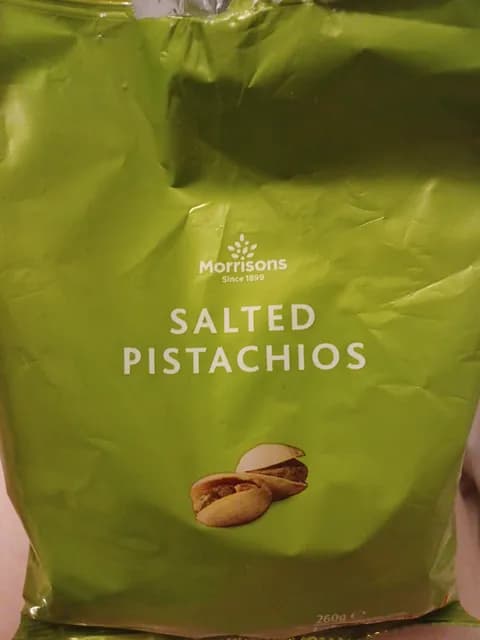 Morrisons
Since 1899
SALTED
PISTACHIOS
260g e